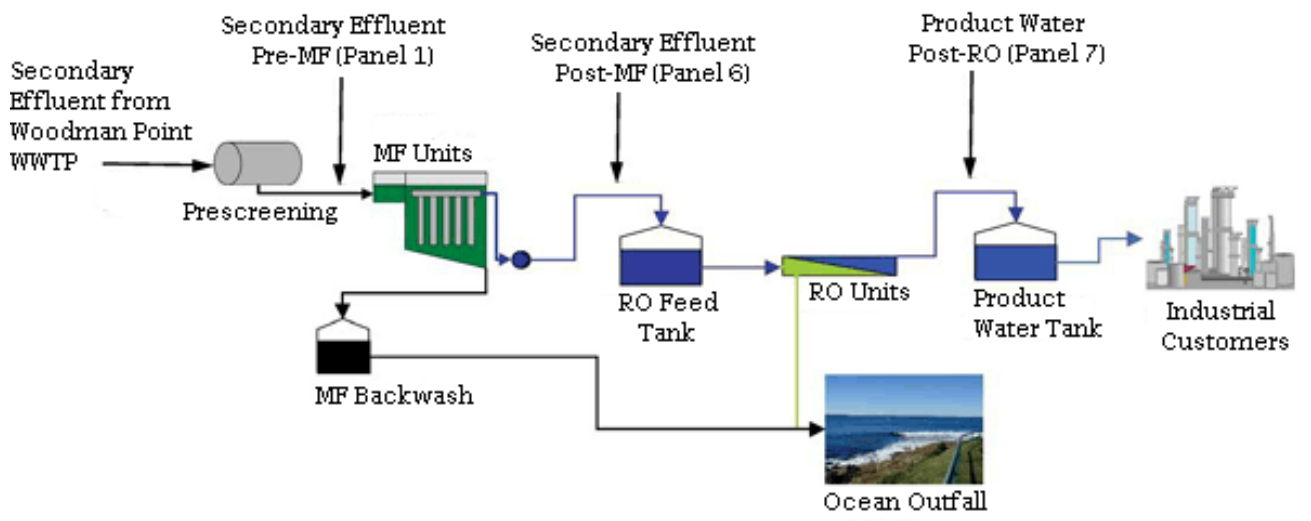 Secondary Effluent
Pre-MF (Panel 1)
Secondary Effluent
Post-MF (Panel 6)
Product Water
Post-RO (Panel 7)
Secondary
Effluent from
Woodman Point
WWTP
Prescreening
MF Units
RO Feed
Tank
RO Units
Product
Water Tank
Industrial
Customers
MF Backwash
Ocean Outfall